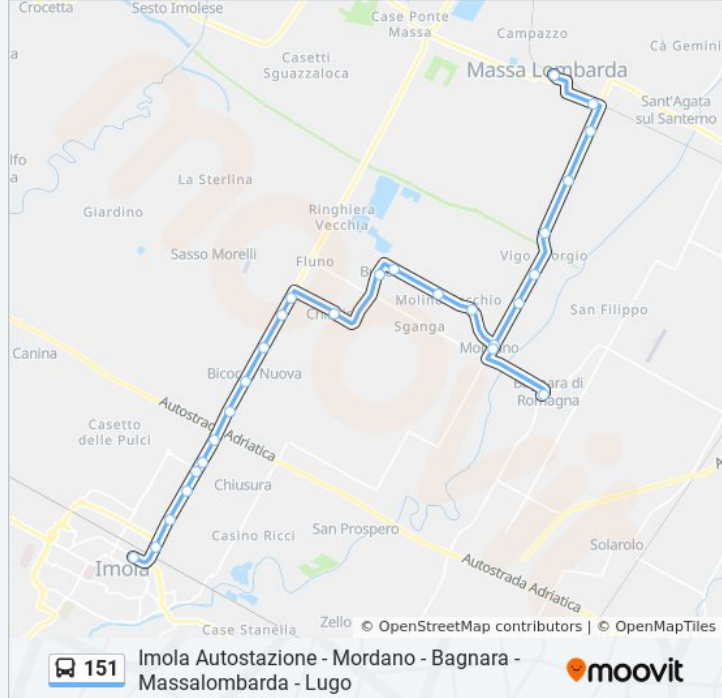 Crocetta
Sesto Imolese
Case Ponte
Massa
Campazzo
Cà Gemini
Casetti
Sguazzaloca
Massa Lombarda
Sant'Agata
sul Santerno
La Sterlina
Giardino
Ringhiera
Vecchia
Sasso Morelli
Fluno
San Filippo
Sganga
Canina
Bicocca Nuova
Romagna
Casetto
delle Pulci
Autostrada Adriatica
Chiusura
Casino Ricci
San Prospero
Solarolo
Imola
Autostrada Adriatica
Zello
Case Stanella
© OpenStreetMap contributors | © OpenMapTiles
151
Imola Autostazione - Mordano - Bagnara -
Massalombarda - Lugo
moovit
moovit